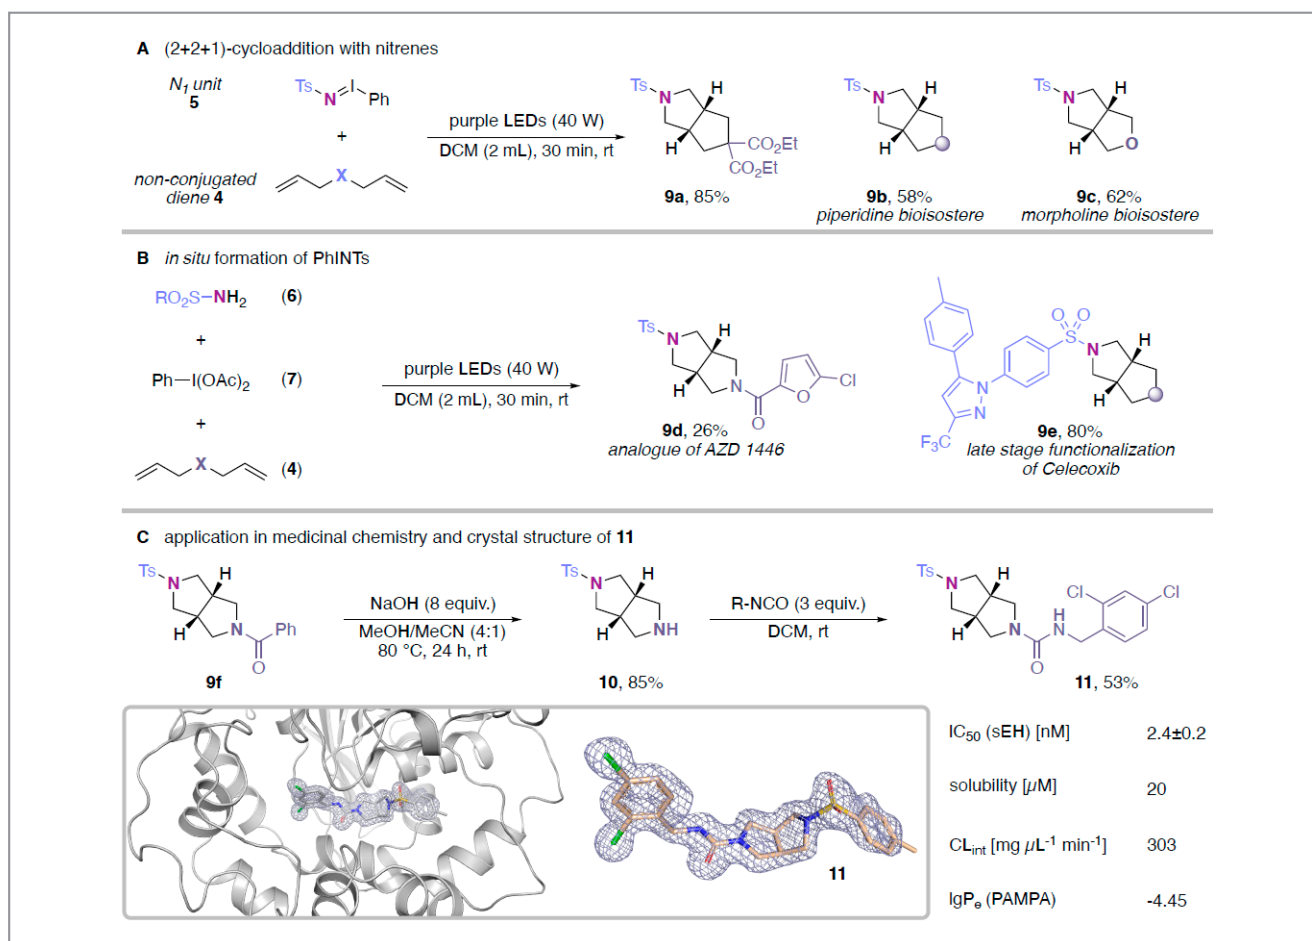 A (2+2+1)-cycloaddition with nitrenes
N1 unit
5
Ts
N
I
Ph
+
non-conjugated
diene 4
X
purple LEDs (40 W)
DCM (2 mL), 30 min, rt
Ts
N
H
H
CO2Et
CO2Et
9a, 85%
Ts
N
H
H
9b, 58%
piperidine bioisostere
Ts
N
H
H
O
9c, 62%
morpholine bioisostere
B in situ formation of PhINTs
RO2S–NH2 (6)
+
Ph–I(OAc)2 (7)
+
X (4)
purple LEDs (40 W)
DCM (2 mL), 30 min, rt
Ts
N
H
H
N
O
O
Cl
9d, 26%
analogue of AZD 1446
O
O
S
N
H
H
N
N
F3C
9e, 80%
late stage functionalization
of Celecoxib
C application in medicinal chemistry and crystal structure of 11
Ts
N
H
H
N
Ph
O
9f
NaOH (8 equiv.)
MeOH/MeCN (4:1)
80 °C, 24 h, rt
Ts
N
H
H
NH
10, 85%
R-NCO (3 equiv.)
DCM, rt
Ts
N
H
H
N
O
NH
Cl
Cl
11, 53%
11
IC50 (sEH) [nM] 2.4±0.2
solubility [µM] 20
CLint [mg µL-1 min-1] 303
lgPe (PAMPA) -4.45